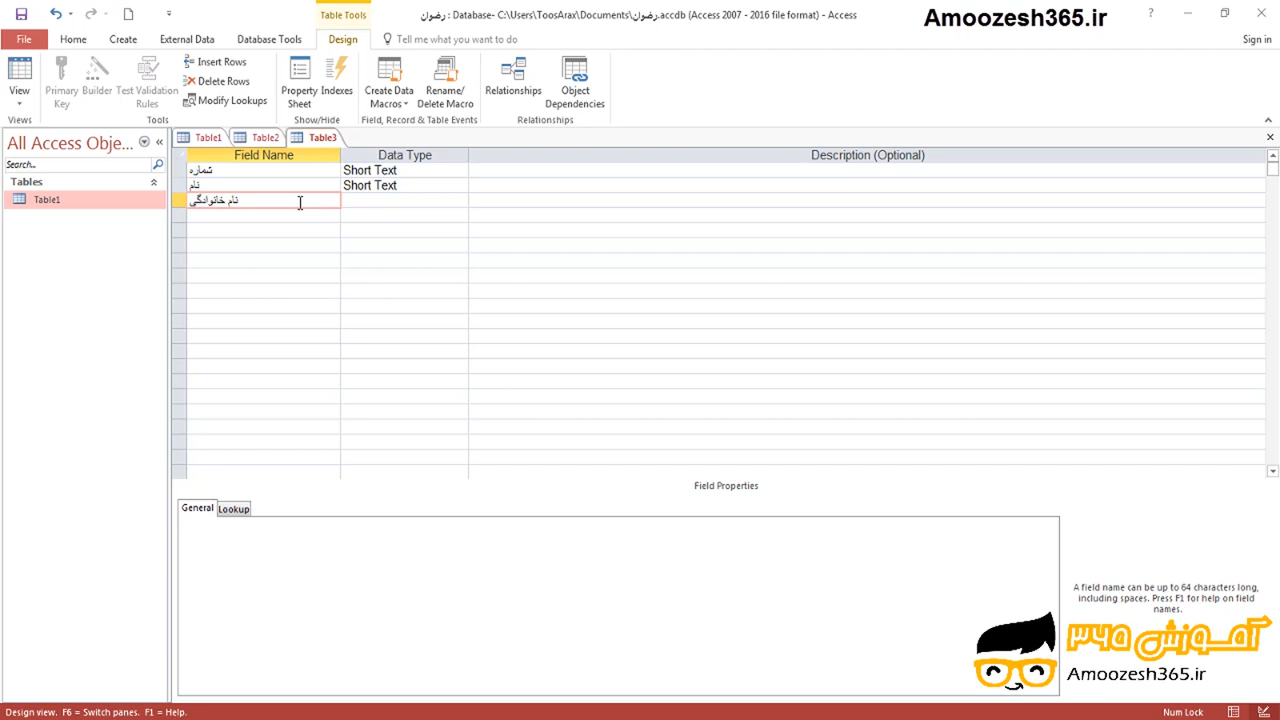 Table Tools
رضوان : Database- C:\Users\ToosArax\Documents\رضوان.accdb (Access 2007 - 2016 file format) - Access
Amoozesh365.ir
?
File
Home
Create
External Data
Database Tools
Design
Tell me what you want to do
Sign in
View
Primary Key
Builder
Test Validation Rules
Insert Rows
Delete Rows
Modify Lookups
Property Sheet
Indexes
Create Data Macros
Rename/ Delete Macro
Relationships
Object Dependencies
Views
Tools
Show/Hide
Field, Record & Table Events
Relationships
All Access Obje...
Search...
Tables
Table1
Table1
Table2
Table3
Field Name
Data Type
Description (Optional)
شماره
Short Text
نام
Short Text
نام خانوادگی
Field Properties
General
Lookup
A field name can be up to 64 characters long,
including spaces. Press F1 for help on field
names.
آموزش ۳۶۵
Amoozesh365.ir
Design view. F6 = Switch panes. F1 = Help.
Num Lock